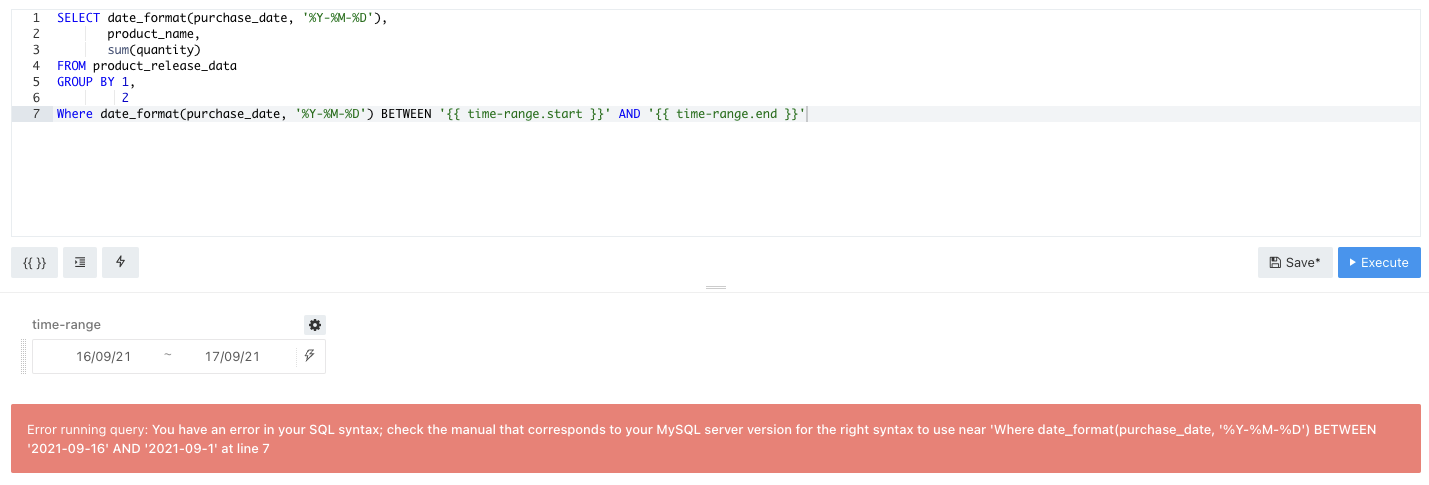 1 SELECT date_format(purchase_date, '%Y-%M-%D'),
2 product_name,
3 sum(quantity)
4 FROM product_release_data
5 GROUP BY 1,
6 2
7 Where date_format(purchase_date, '%Y-%M-%D') BETWEEN '{{ time-range.start }}' AND '{{ time-range.end }}'
{{ }} Save* Execute
time-range
16/09/21 ~ 17/09/21
Error running query: You have an error in your SQL syntax; check the manual that corresponds to your MySQL server version for the right syntax to use near 'Where date_format(purchase_date, '%Y-%M-%D') BETWEEN
'2021-09-16' AND '2021-09-1' at line 7